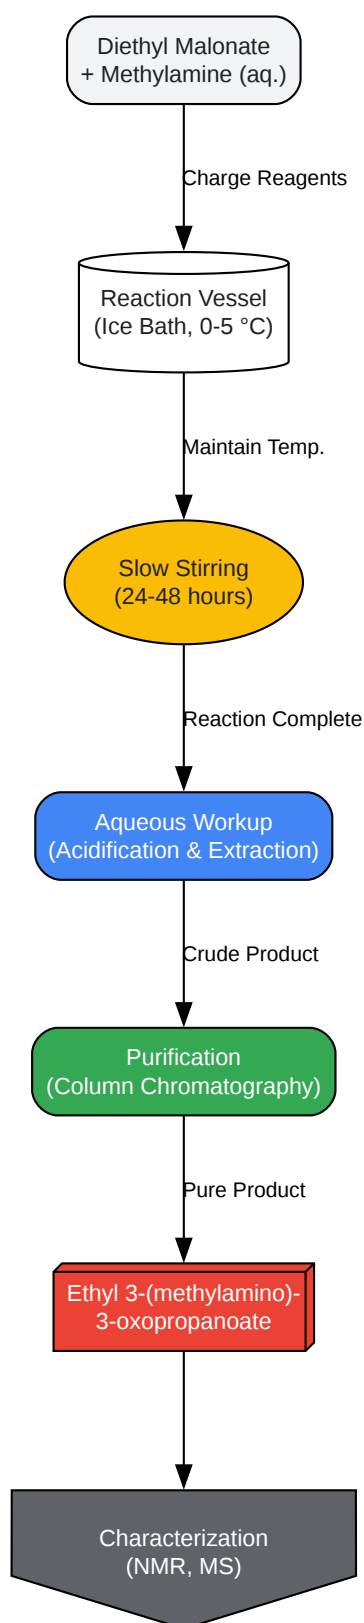 Diethyl Malonate
+ Methylamine (aq.)
Charge Reagents
Reaction Vessel
(Ice Bath, 0-5 °C)
Maintain Temp.
Slow Stirring
(24-48 hours)
Reaction Complete
Aqueous Workup
(Acidification & Extraction)
Crude Product
Purification
(Column Chromatography)
Pure Product
Ethyl 3-(methylamino)-
3-oxopropanoate
Characterization
(NMR, MS)